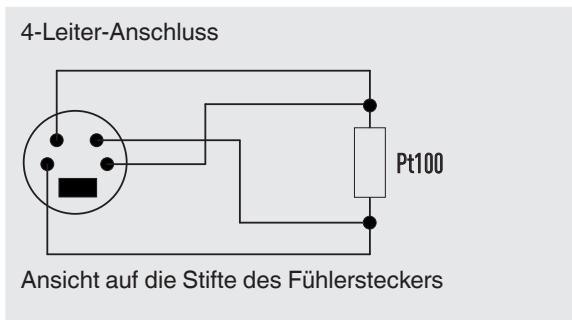 4-Leiter-Anschluss
Pt100
Ansicht auf die Stifte des Fühlersteckers